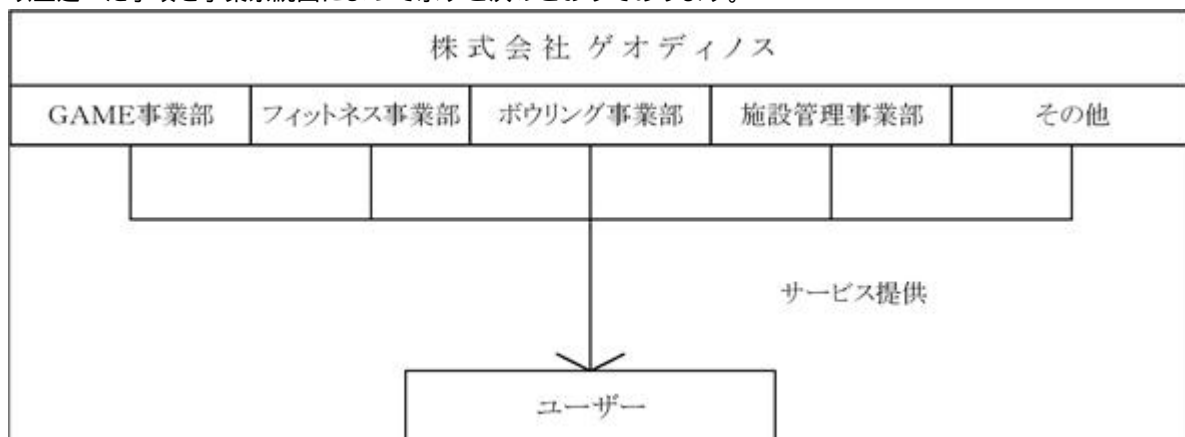 株式会社 ゲオディノス
GAME事業部 フィットネス事業部 ボウリング事業部 施設管理事業部 その他
サービス提供
ユーザー